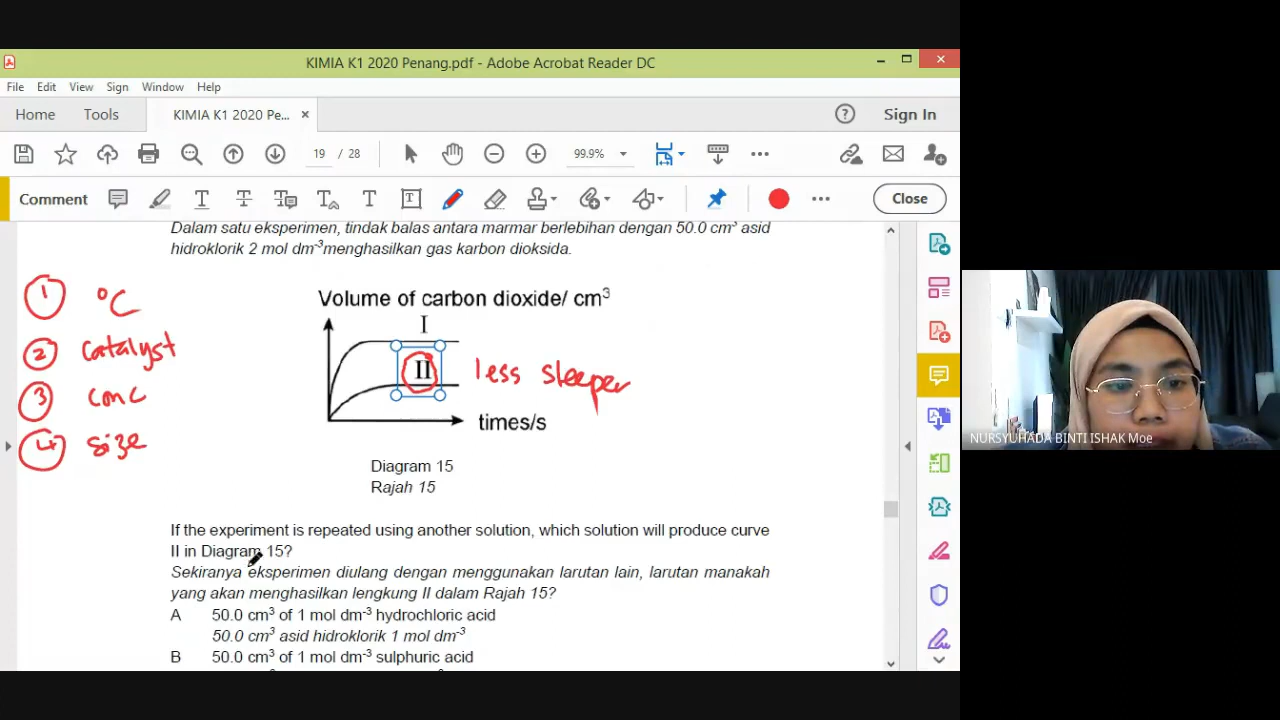 KIMIA K1 2020 Penang.pdf - Adobe Acrobat Reader DC
File Edit View Sign Window Help
Home Tools KIMIA K1 2020 Pe... × Sign In
19 / 28 99.9%
Comment Close
Dalam satu eksperimen, tindak balas antara marmar berlebihan dengan 50.0 cm³ asid
hidroklorik 2 mol dm⁻³menghasilkan gas karbon dioksida.
① °C
② catalyst
③ conc
④ size
Volume of carbon dioxide/ cm³
I
II less steeper
times/s
Diagram 15
Rajah 15
If the experiment is repeated using another solution, which solution will produce curve
II in Diagram 15?
Sekiranya eksperimen diulang dengan menggunakan larutan lain, larutan manakah
yang akan menghasilkan lengkung II dalam Rajah 15?
A 50.0 cm³ of 1 mol dm⁻³ hydrochloric acid
50.0 cm³ asid hidroklorik 1 mol dm⁻³
B 50.0 cm³ of 1 mol dm⁻³ sulphuric acid
NURSYUHADA BINTI ISHAK Moe